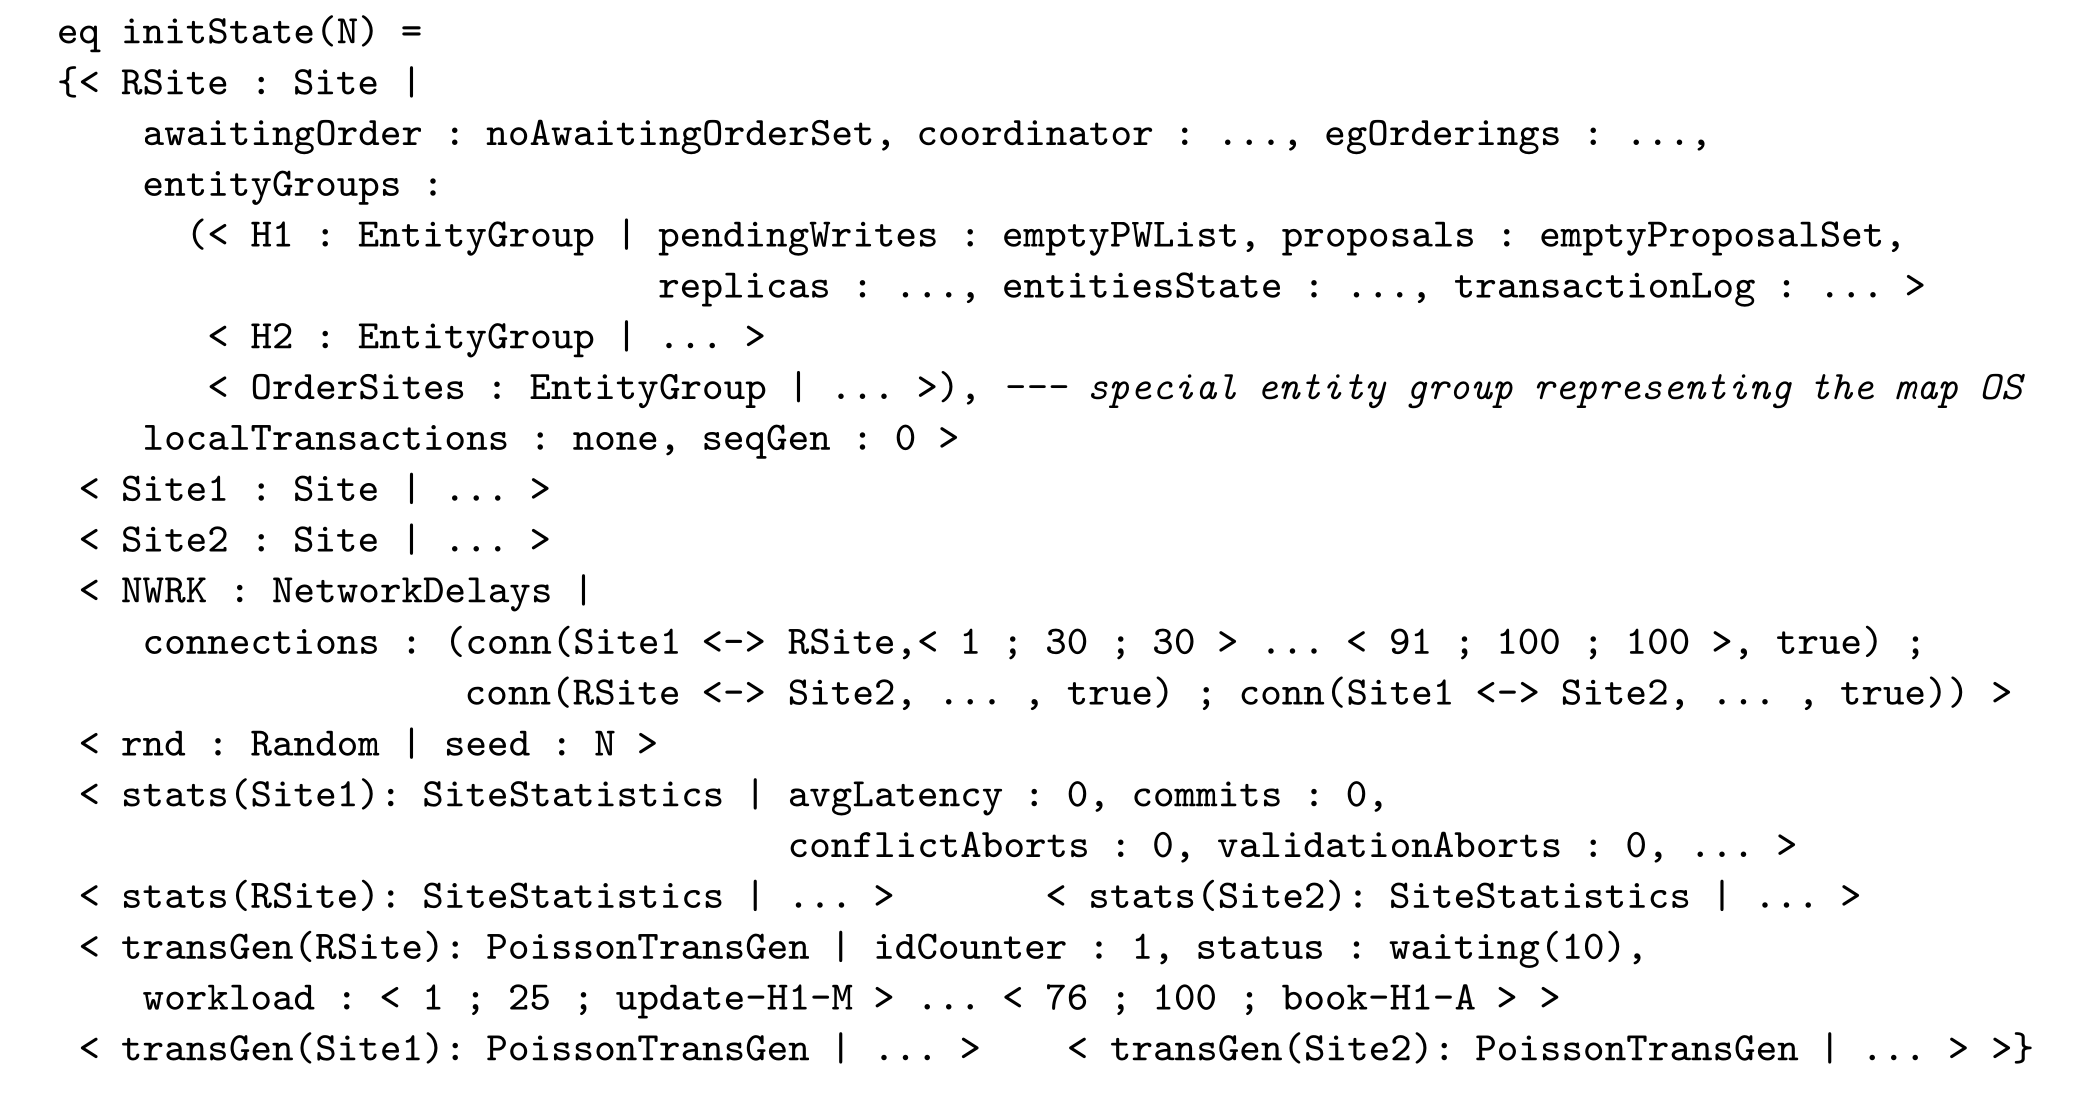 eq initState(N) =
{< RSite : Site |
awaitingOrder : noAwaitingOrderSet, coordinator : ..., egOrderings : ...,
entityGroups :
(< H1 : EntityGroup | pendingWrites : emptyPWList, proposals : emptyProposalSet,
replicas : ..., entitiesState : ..., transactionLog : ... >
< H2 : EntityGroup | ... >
< OrderSites : EntityGroup | ... >), --- special entity group representing the map OS
localTransactions : none, seqGen : 0 >
< Site1 : Site | ... >
< Site2 : Site | ... >
< NWRK : NetworkDelays |
connections : (conn(Site1 <-> RSite,< 1 ; 30 ; 30 > ... < 91 ; 100 ; 100 >, true) ;
conn(RSite <-> Site2, ... , true) ; conn(Site1 <-> Site2, ... , true)) >
< rnd : Random | seed : N >
< stats(Site1): SiteStatistics | avgLatency : 0, commits : 0,
conflictAborts : 0, validationAborts : 0, ... >
< stats(RSite): SiteStatistics | ... > < stats(Site2): SiteStatistics | ... >
< transGen(RSite): PoissonTransGen | idCounter : 1, status : waiting(10),
workload : < 1 ; 25 ; update-H1-M > ... < 76 ; 100 ; book-H1-A > >
< transGen(Site1): PoissonTransGen | ... > < transGen(Site2): PoissonTransGen | ... > >}